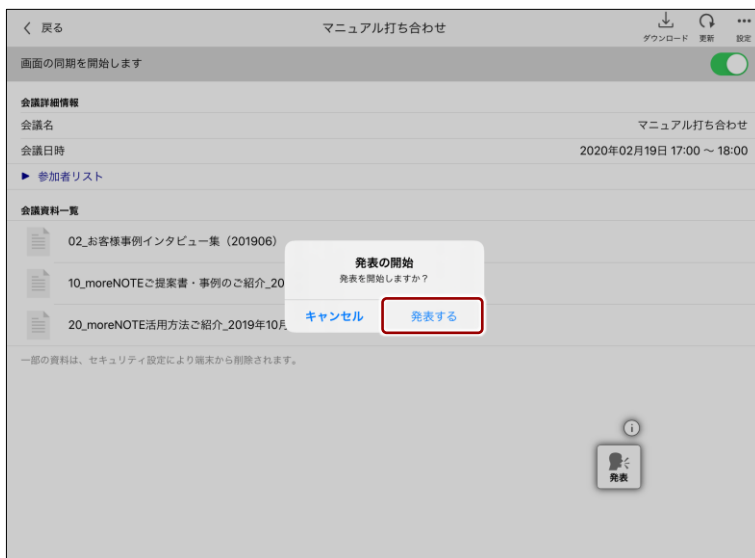 戻る
マニュアル打ち合わせ
ダウンロード 更新 設定
画面の同期を開始します
会議詳細情報
会議名 マニュアル打ち合わせ
会議日時 2020年02月19日 17:00 ~ 18:00
▶ 参加者リスト
会議資料一覧
02_お客様事例インタビュー集（201906）
10_moreNOTEご提案書・事例のご紹介_20
20_moreNOTE活用方法ご紹介_2019年10月
発表の開始
発表を開始しますか？
キャンセル 発表する
一部の資料は、セキュリティ設定により端末から削除されます。
発表